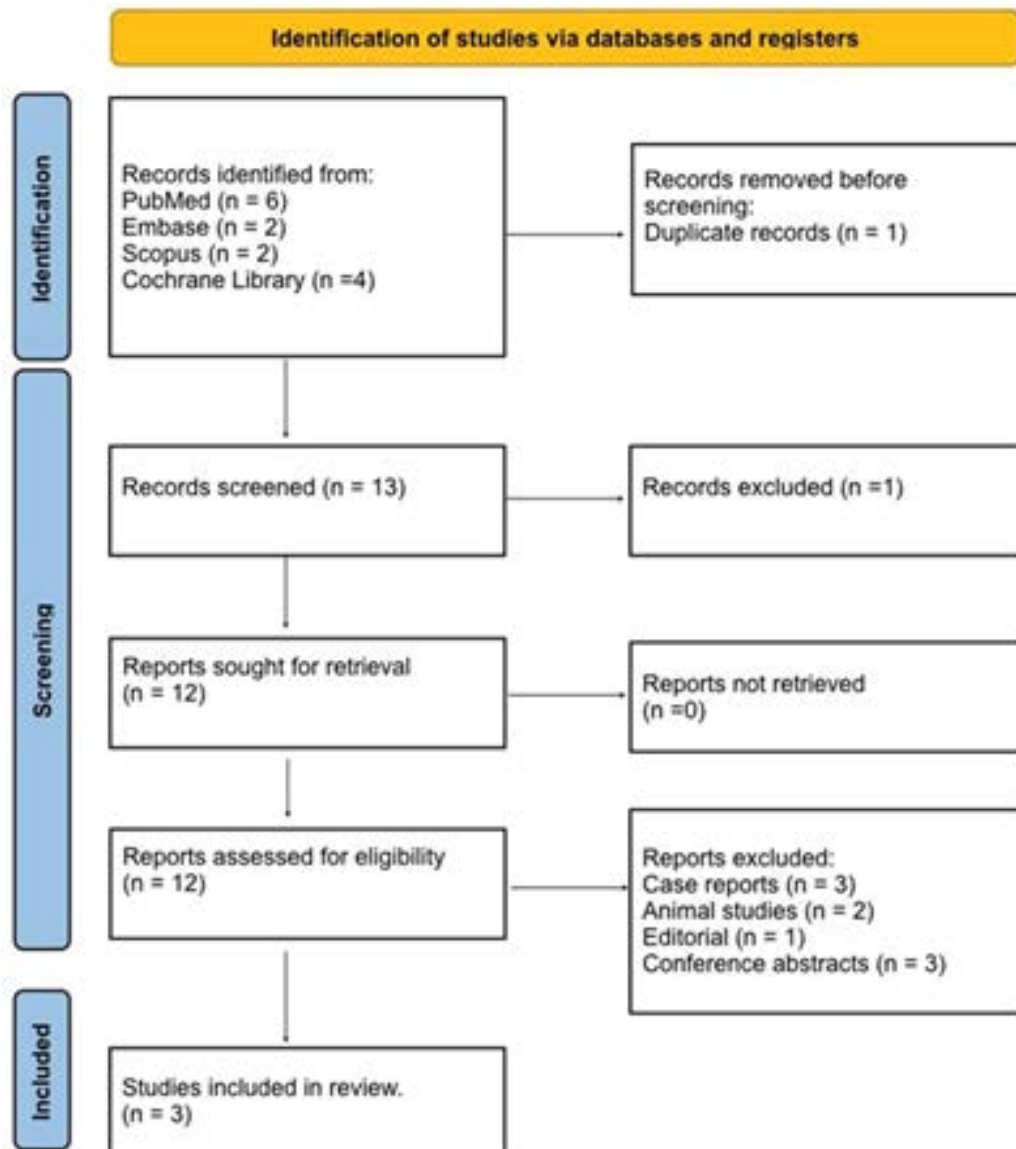 Identification of studies via databases and registers
Identification
Records identified from:
PubMed (n = 6)
Embase (n = 2)
Scopus (n = 2)
Cochrane Library (n =4)
Records removed before
screening:
Duplicate records (n = 1)
Screening
Records screened (n = 13)
Records excluded (n =1)
Reports sought for retrieval
(n = 12)
Reports not retrieved
(n =0)
Reports assessed for eligibility
(n = 12)
Reports excluded:
Case reports (n = 3)
Animal studies (n = 2)
Editorial (n = 1)
Conference abstracts (n = 3)
Included
Studies included in review.
(n = 3)